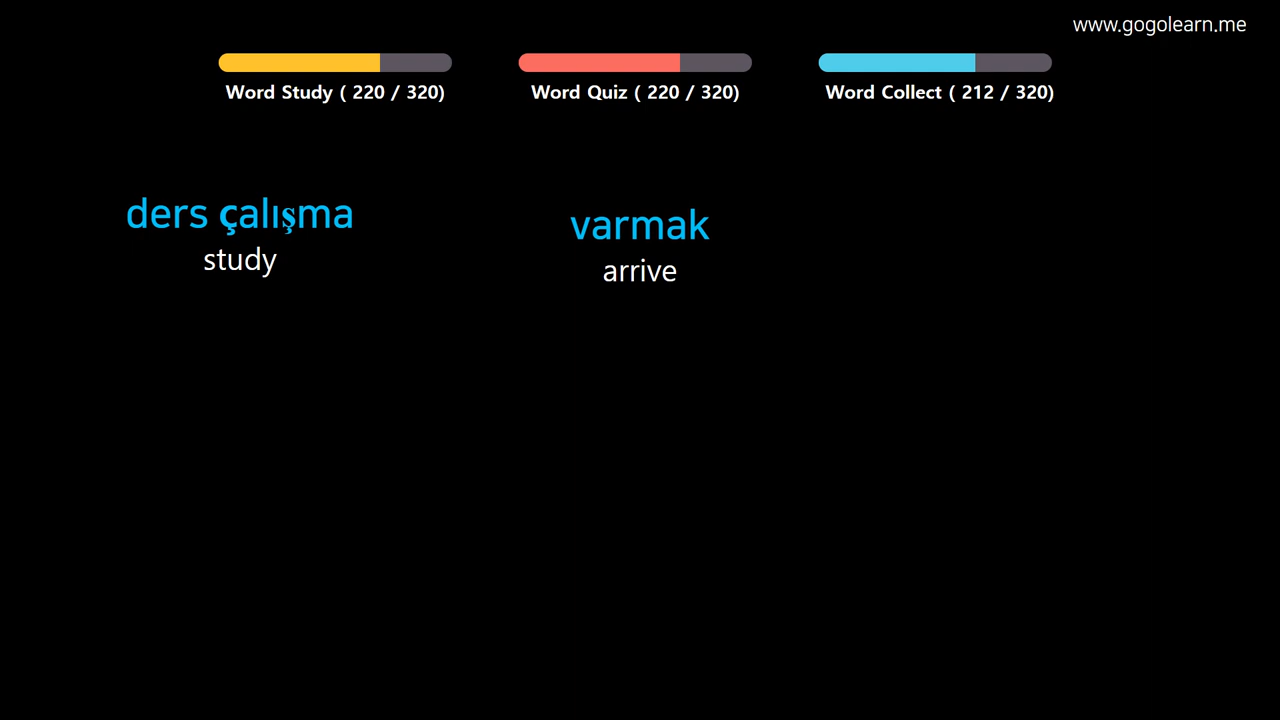 www.gogolearn.me
Word Study ( 220 / 320)
Word Quiz ( 220 / 320)
Word Collect ( 212 / 320)
ders çalışma
study
varmak
arrive